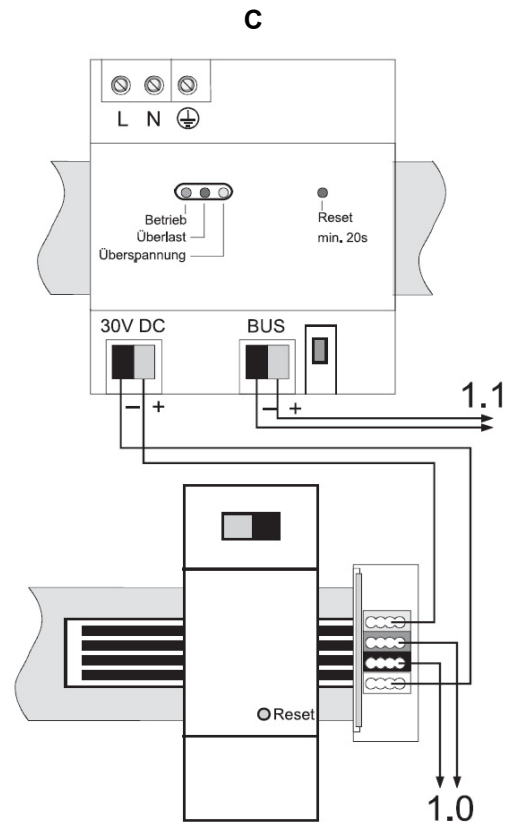 C
L N
Betrieb
Überlast
Überspannung
Reset
min. 20s
30V DC
BUS
– +
– +
1.1
Reset
1.0